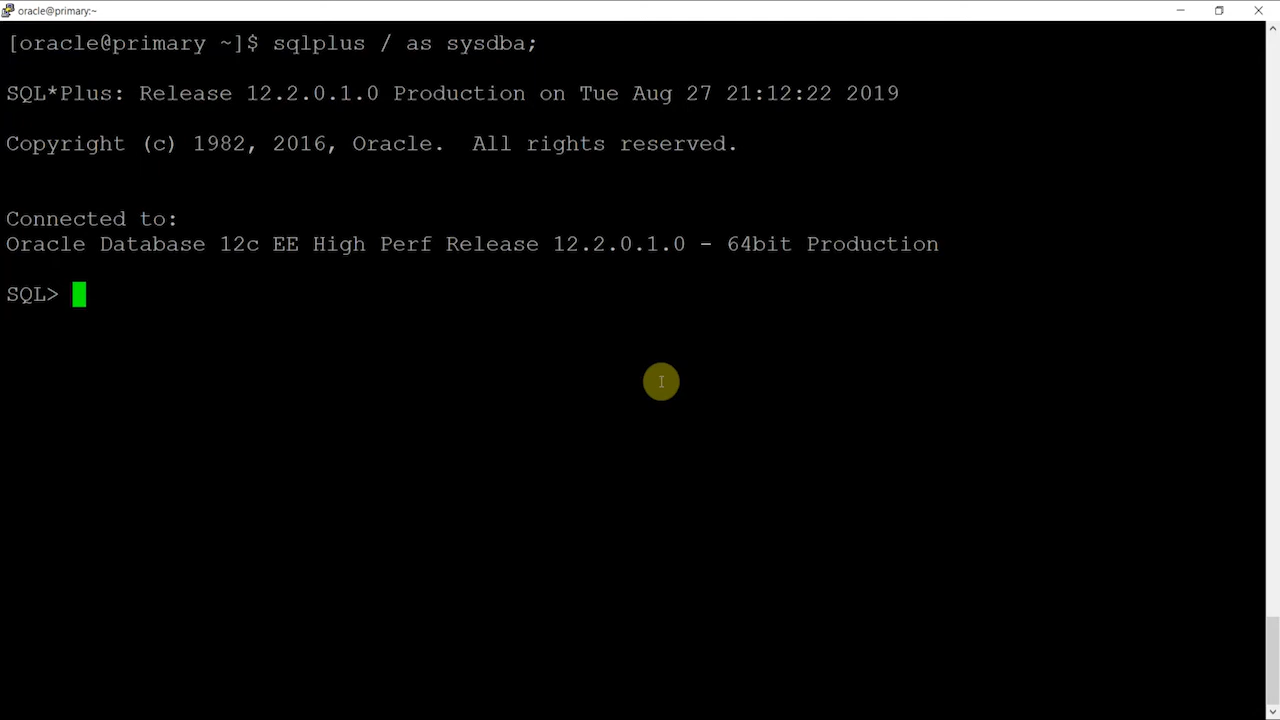 oracle@primary:~
[oracle@primary ~]$ sqlplus / as sysdba;
SQL*Plus: Release 12.2.0.1.0 Production on Tue Aug 27 21:12:22 2019
Copyright (c) 1982, 2016, Oracle.  All rights reserved.
Connected to:
Oracle Database 12c EE High Perf Release 12.2.0.1.0 - 64bit Production
SQL>